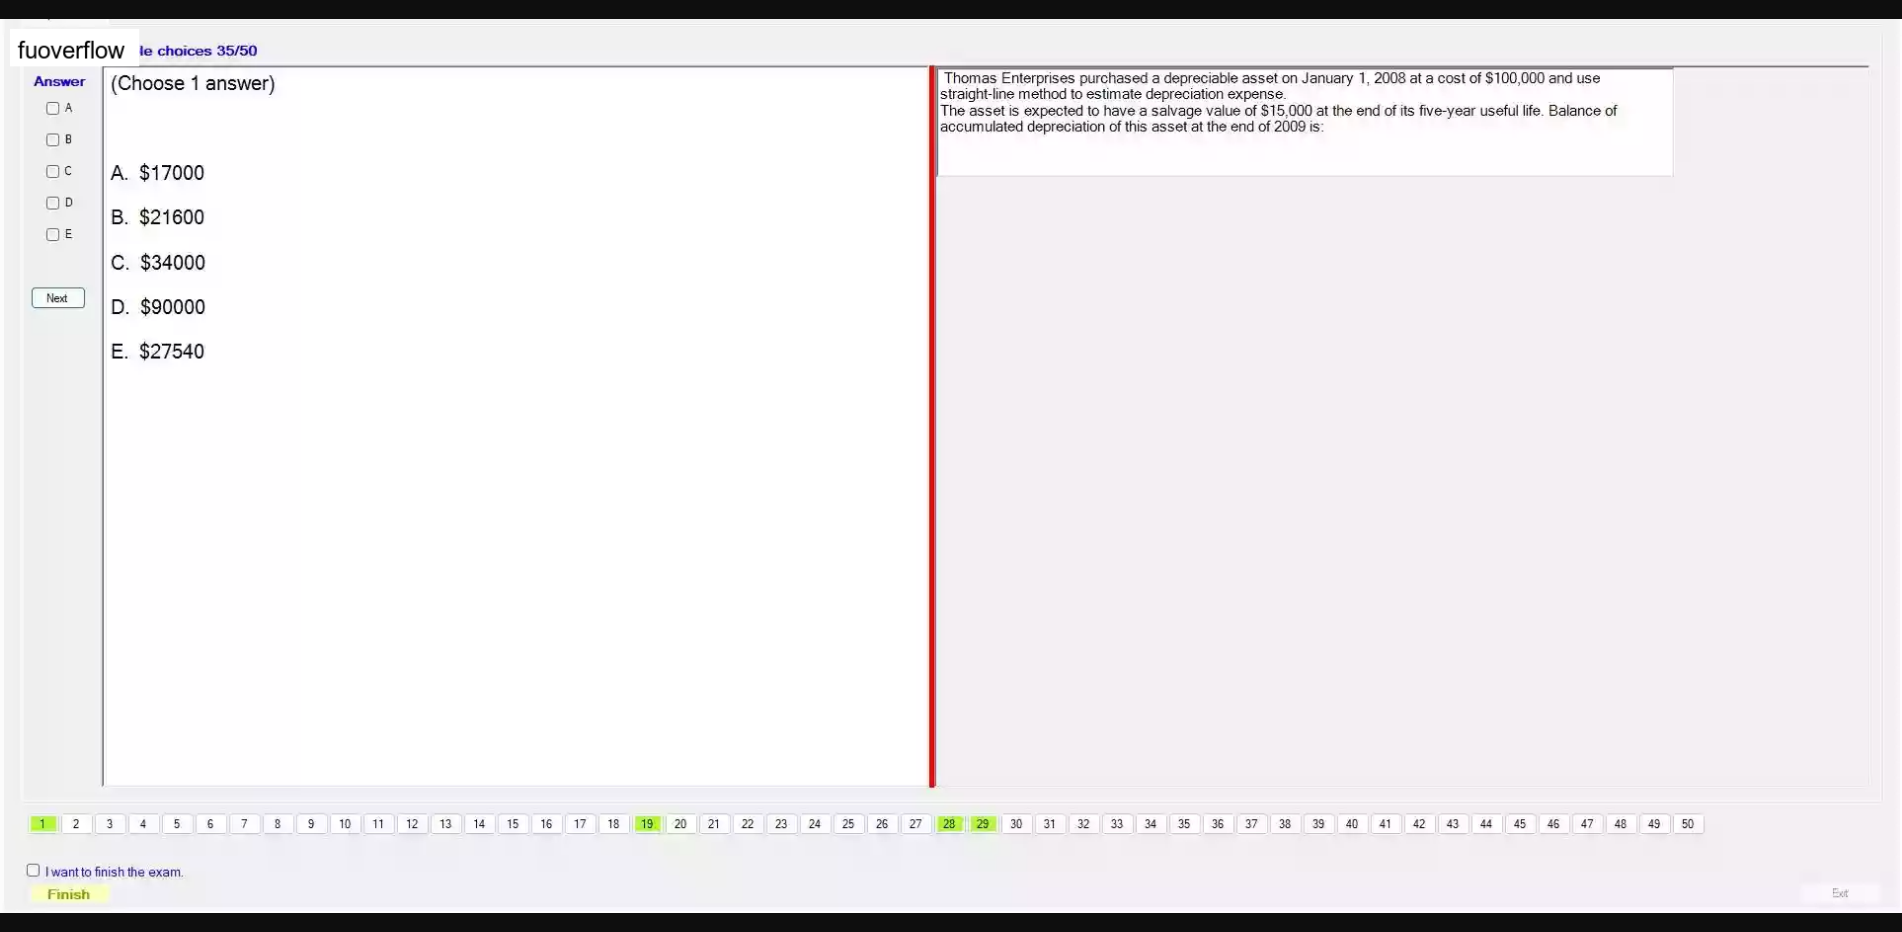 fuoverflow
le choices 35/50
Answer
(Choose 1 answer)
A
B
C
D
E
Next
A. $17000
B. $21600
C. $34000
D. $90000
E. $27540
Thomas Enterprises purchased a depreciable asset on January 1, 2008 at a cost of $100,000 and use
straight-line method to estimate depreciation expense.
The asset is expected to have a salvage value of $15,000 at the end of its five-year useful life. Balance of
accumulated depreciation of this asset at the end of 2009 is:
1 2 3 4 5 6 7 8 9 10 11 12 13 14 15 16 17 18 19 20 21 22 23 24 25 26 27 28 29 30 31 32 33 34 35 36 37 38 39 40 41 42 43 44 45 46 47 48 49 50
I want to finish the exam.
Finish
Exit